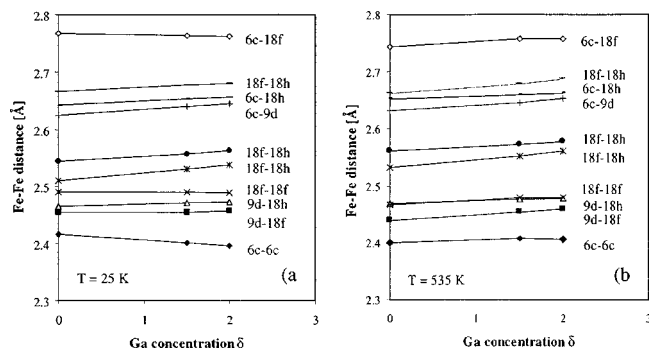 2.8
2.7
2.6
2.5
2.4
2.3
0
1
2
3
Fe-Fe distance [Å]
Ga concentration δ
6c-18f
18f-18h
6c-18h
6c-9d
18f-18h
18f-18h
18f-18f
9d-18h
9d-18f
6c-6c
T = 25 K
(a
2.8
2.7
2.6
2.5
2.4
2.3
0
1
2
3
Fe-Fe distance [Å]
Ga concentration δ
6c-18f
18f-18h
6c-18h
6c-9d
18f-18h
18f-18h
18f-18f
9d-18h
9d-18f
6c-6c
T = 535 K
(b